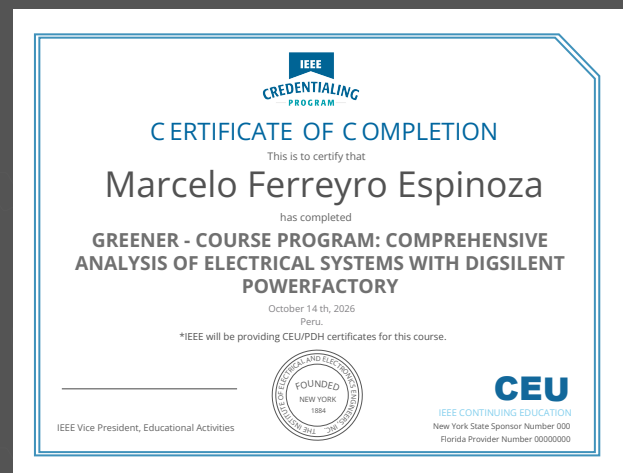 IEEE
CREDENTIALING
PROGRAM
CERTIFICATE OF COMPLETION
This is to certify that
Marcelo Ferreyro Espinoza
has completed
GREENER - COURSE PROGRAM: COMPREHENSIVE
ANALYSIS OF ELECTRICAL SYSTEMS WITH DIGSILENT
POWERFACTORY
October 14 th, 2026
Peru.
*IEEE will be providing CEU/PDH certificates for this course.
THE INSTITUTE OF ELECTRICAL AND ELECTRONICS ENGINEERS, INC.
FOUNDED
NEW YORK
1884
IEEE Vice President, Educational Activities
CEU
IEEE CONTINUING EDUCATION
New York State Sponsor Number 000
Florida Provider Number 00000000